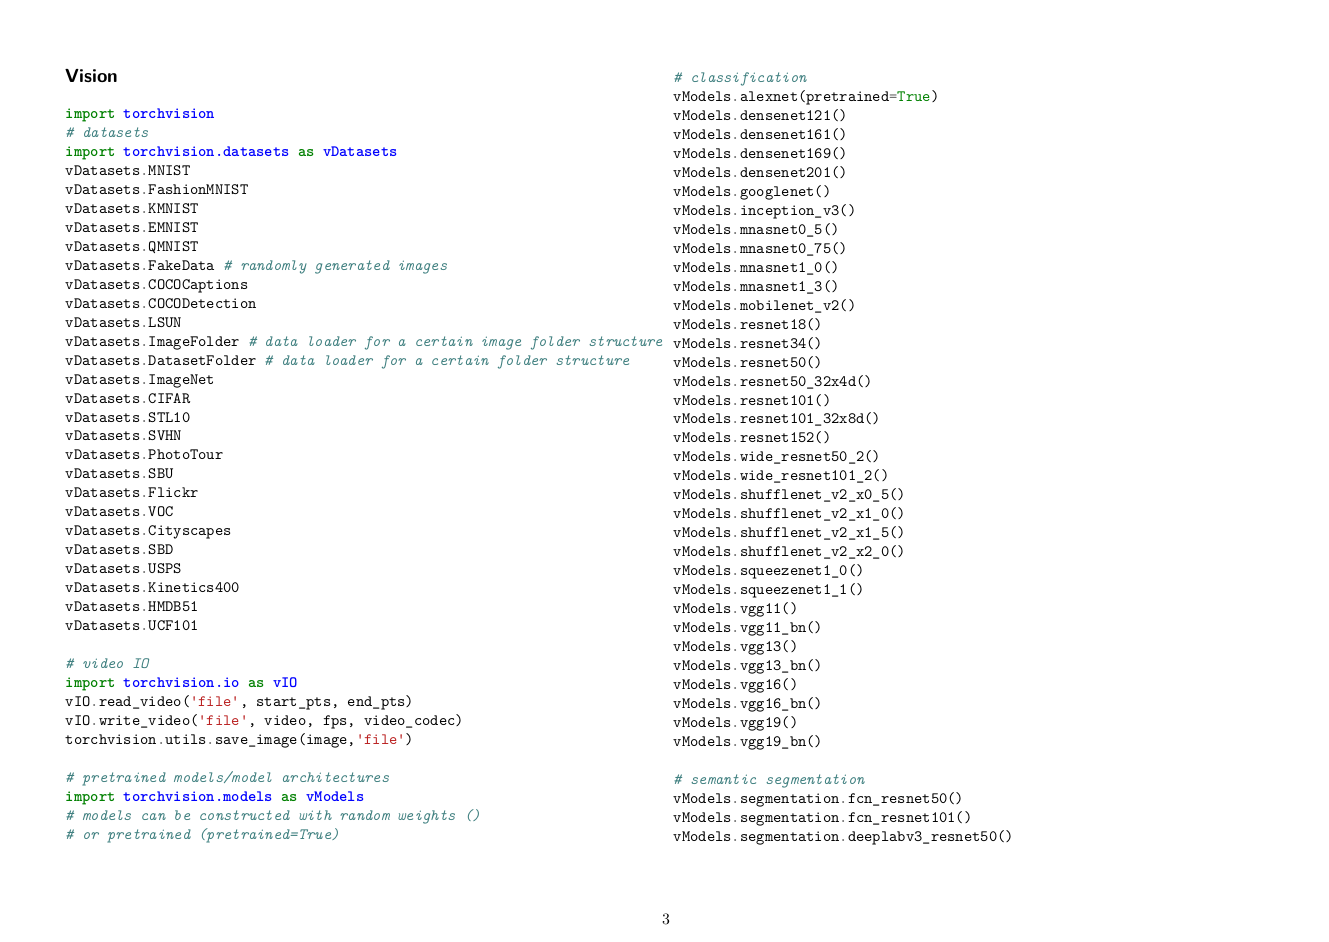 Vision
import torchvision
# datasets
import torchvision.datasets as vDatasets
vDatasets.MNIST
vDatasets.FashionMNIST
vDatasets.KMNIST
vDatasets.EMNIST
vDatasets.QMNIST
vDatasets.FakeData # randomly generated images
vDatasets.COCOCaptions
vDatasets.COCODetection
vDatasets.LSUN
vDatasets.ImageFolder # data loader for a certain image folder structure
vDatasets.DatasetFolder # data loader for a certain folder structure
vDatasets.ImageNet
vDatasets.CIFAR
vDatasets.STL10
vDatasets.SVHN
vDatasets.PhotoTour
vDatasets.SBU
vDatasets.Flickr
vDatasets.VOC
vDatasets.Cityscapes
vDatasets.SBD
vDatasets.USPS
vDatasets.Kinetics400
vDatasets.HMDB51
vDatasets.UCF101
# video IO
import torchvision.io as vIO
vIO.read_video('file', start_pts, end_pts)
vIO.write_video('file', video, fps, video_codec)
torchvision.utils.save_image(image,'file')
# pretrained models/model architectures
import torchvision.models as vModels
# models can be constructed with random weights ()
# or pretrained (pretrained=True)
# classification
vModels.alexnet(pretrained=True)
vModels.densenet121()
vModels.densenet161()
vModels.densenet169()
vModels.densenet201()
vModels.googlenet()
vModels.inception_v3()
vModels.mnasnet0_5()
vModels.mnasnet0_75()
vModels.mnasnet1_0()
vModels.mnasnet1_3()
vModels.mobilenet_v2()
vModels.resnet18()
vModels.resnet34()
vModels.resnet50()
vModels.resnet50_32x4d()
vModels.resnet101()
vModels.resnet101_32x8d()
vModels.resnet152()
vModels.wide_resnet50_2()
vModels.wide_resnet101_2()
vModels.shufflenet_v2_x0_5()
vModels.shufflenet_v2_x1_0()
vModels.shufflenet_v2_x1_5()
vModels.shufflenet_v2_x2_0()
vModels.squeezenet1_0()
vModels.squeezenet1_1()
vModels.vgg11()
vModels.vgg11_bn()
vModels.vgg13()
vModels.vgg13_bn()
vModels.vgg16()
vModels.vgg16_bn()
vModels.vgg19()
vModels.vgg19_bn()
# semantic segmentation
vModels.segmentation.fcn_resnet50()
vModels.segmentation.fcn_resnet101()
vModels.segmentation.deeplabv3_resnet50()
3